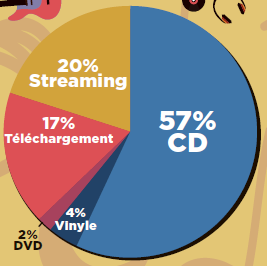 20%
Streaming
17%
Téléchargement
57%
CD
4%
Vinyle
2%
DVD